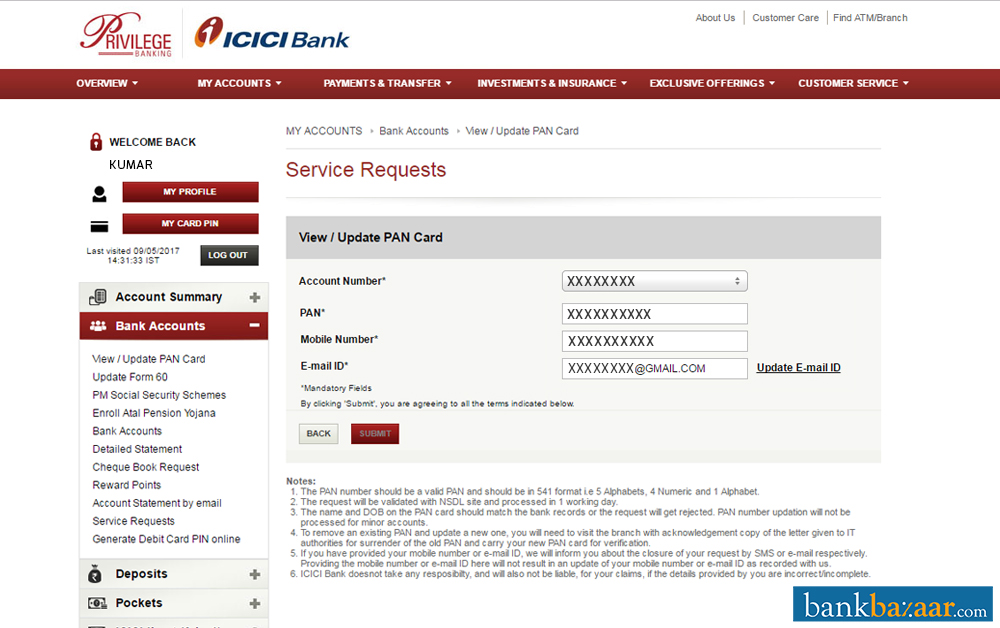 PRIVILEGE
BANKING
ICICI Bank
About Us
Customer Care
Find ATM/Branch
OVERVIEW
MY ACCOUNTS
PAYMENTS & TRANSFER
INVESTMENTS & INSURANCE
EXCLUSIVE OFFERINGS
CUSTOMER SERVICE
WELCOME BACK
KUMAR
MY PROFILE
MY CARD PIN
Last visited 09/05/2017
14:31:33 IST
LOG OUT
Account Summary
Bank Accounts
View / Update PAN Card
Update Form 60
PM Social Security Schemes
Enroll Atal Pension Yojana
Bank Accounts
Detailed Statement
Cheque Book Request
Reward Points
Account Statement by email
Service Requests
Generate Debit Card PIN online
Deposits
Pockets
MY ACCOUNTS
Bank Accounts
View / Update PAN Card
Service Requests
View / Update PAN Card
Account Number* XXXXXXXX
PAN* XXXXXXXXXX
Mobile Number* XXXXXXXXXX
E-mail ID* XXXXXXXX@GMAIL.COM Update E-mail ID
*Mandatory Fields
By clicking 'Submit', you are agreeing to all the terms indicated below.
BACK
SUBMIT
Notes:
1. The PAN number should be a valid PAN and should be in 541 format i.e 5 Alphabets, 4 Numeric and 1 Alphabet.
2. The request will be validated with NSDL site and processed in 1 working day.
3. The name and DOB on the PAN card should match the bank records or the request will get rejected. PAN number updation will not be
processed for minor accounts.
4. To remove an existing PAN and update a new one, you will need to visit the branch with acknowledgement copy of the letter given to IT
authorities for surrender of the old PAN and carry your new PAN card for verification.
5. If you have provided your mobile number or e-mail ID, we will inform you about the closure of your request by SMS or e-mail respectively.
Providing the mobile number or e-mail ID here will not result in an update of your mobile number or e-mail ID as recorded with us.
6. ICICI Bank doesnot take any resposibilty, and will also not be liable, for your claims, if the details provided by you are incorrect/incomplete.
bankbazaar.com